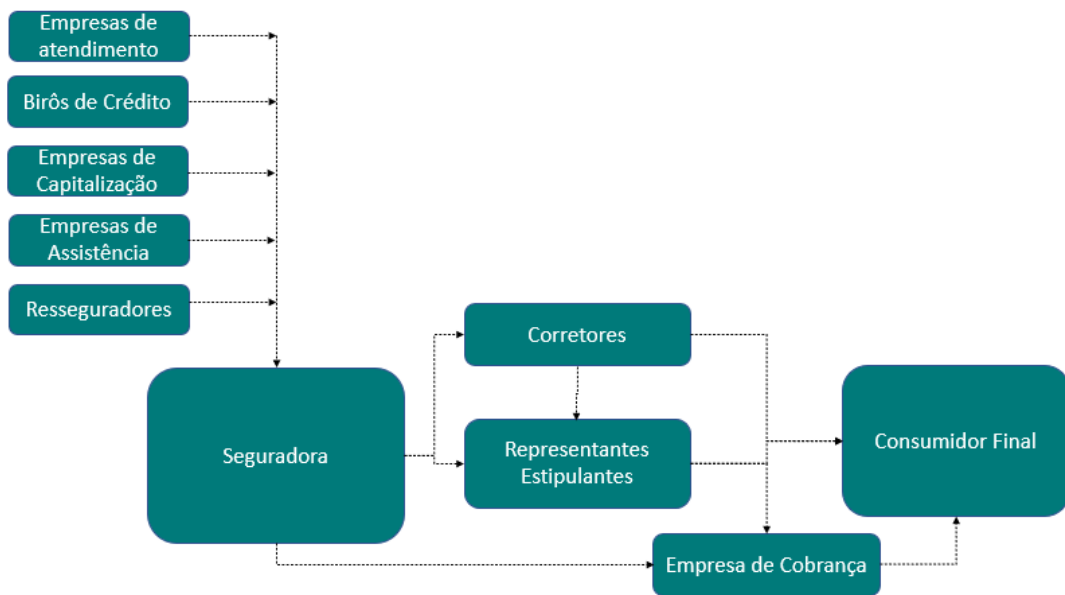 Empresas de
atendimento
Birôs de Crédito
Empresas de
Capitalização
Empresas de
Assistência
Resseguradores
Corretores
Seguradora
Representantes
Estipulantes
Consumidor Final
Empresa de Cobrança